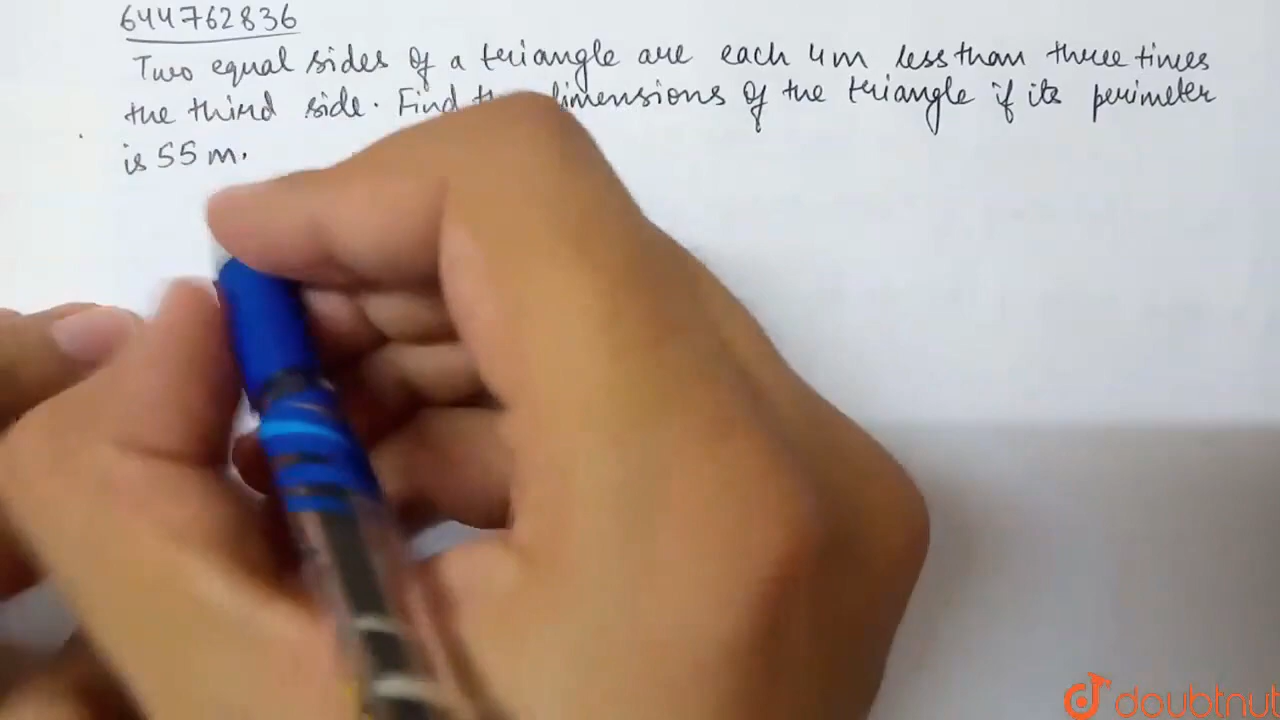 644762836
Two equal sides of a triangle are each 4m less than three times
the third side. Find dimensions of the triangle if its perimeter
is 55 m.
doubtnut